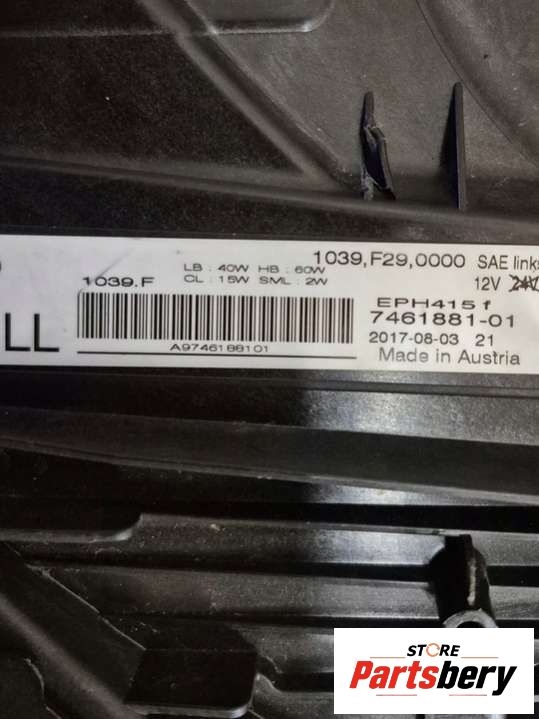 1039,F29,0000 SAE links
12V 24V
LB : 40W HB : 60W
CL : 15W SML : 2W
1039.F
EPH415 f
7461881-01
2017-08-03 21
Made in Austria
A9746188101
LL
STORE
Partsbery